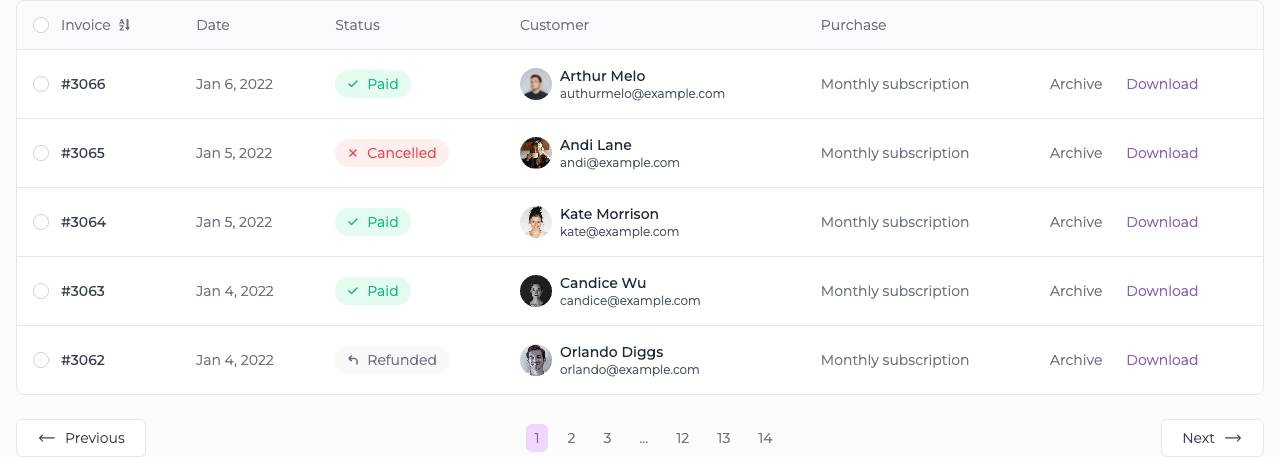 Invoice Date Status Customer Purchase
#3066 Jan 6, 2022 Paid Arthur Melo Monthly subscription Archive Download
authurmelo@example.com
#3065 Jan 5, 2022 Cancelled Andi Lane Monthly subscription Archive Download
andi@example.com
#3064 Jan 5, 2022 Paid Kate Morrison Monthly subscription Archive Download
kate@example.com
#3063 Jan 4, 2022 Paid Candice Wu Monthly subscription Archive Download
candice@example.com
#3062 Jan 4, 2022 Refunded Orlando Diggs Monthly subscription Archive Download
orlando@example.com
Previous 1 2 3 ... 12 13 14 Next